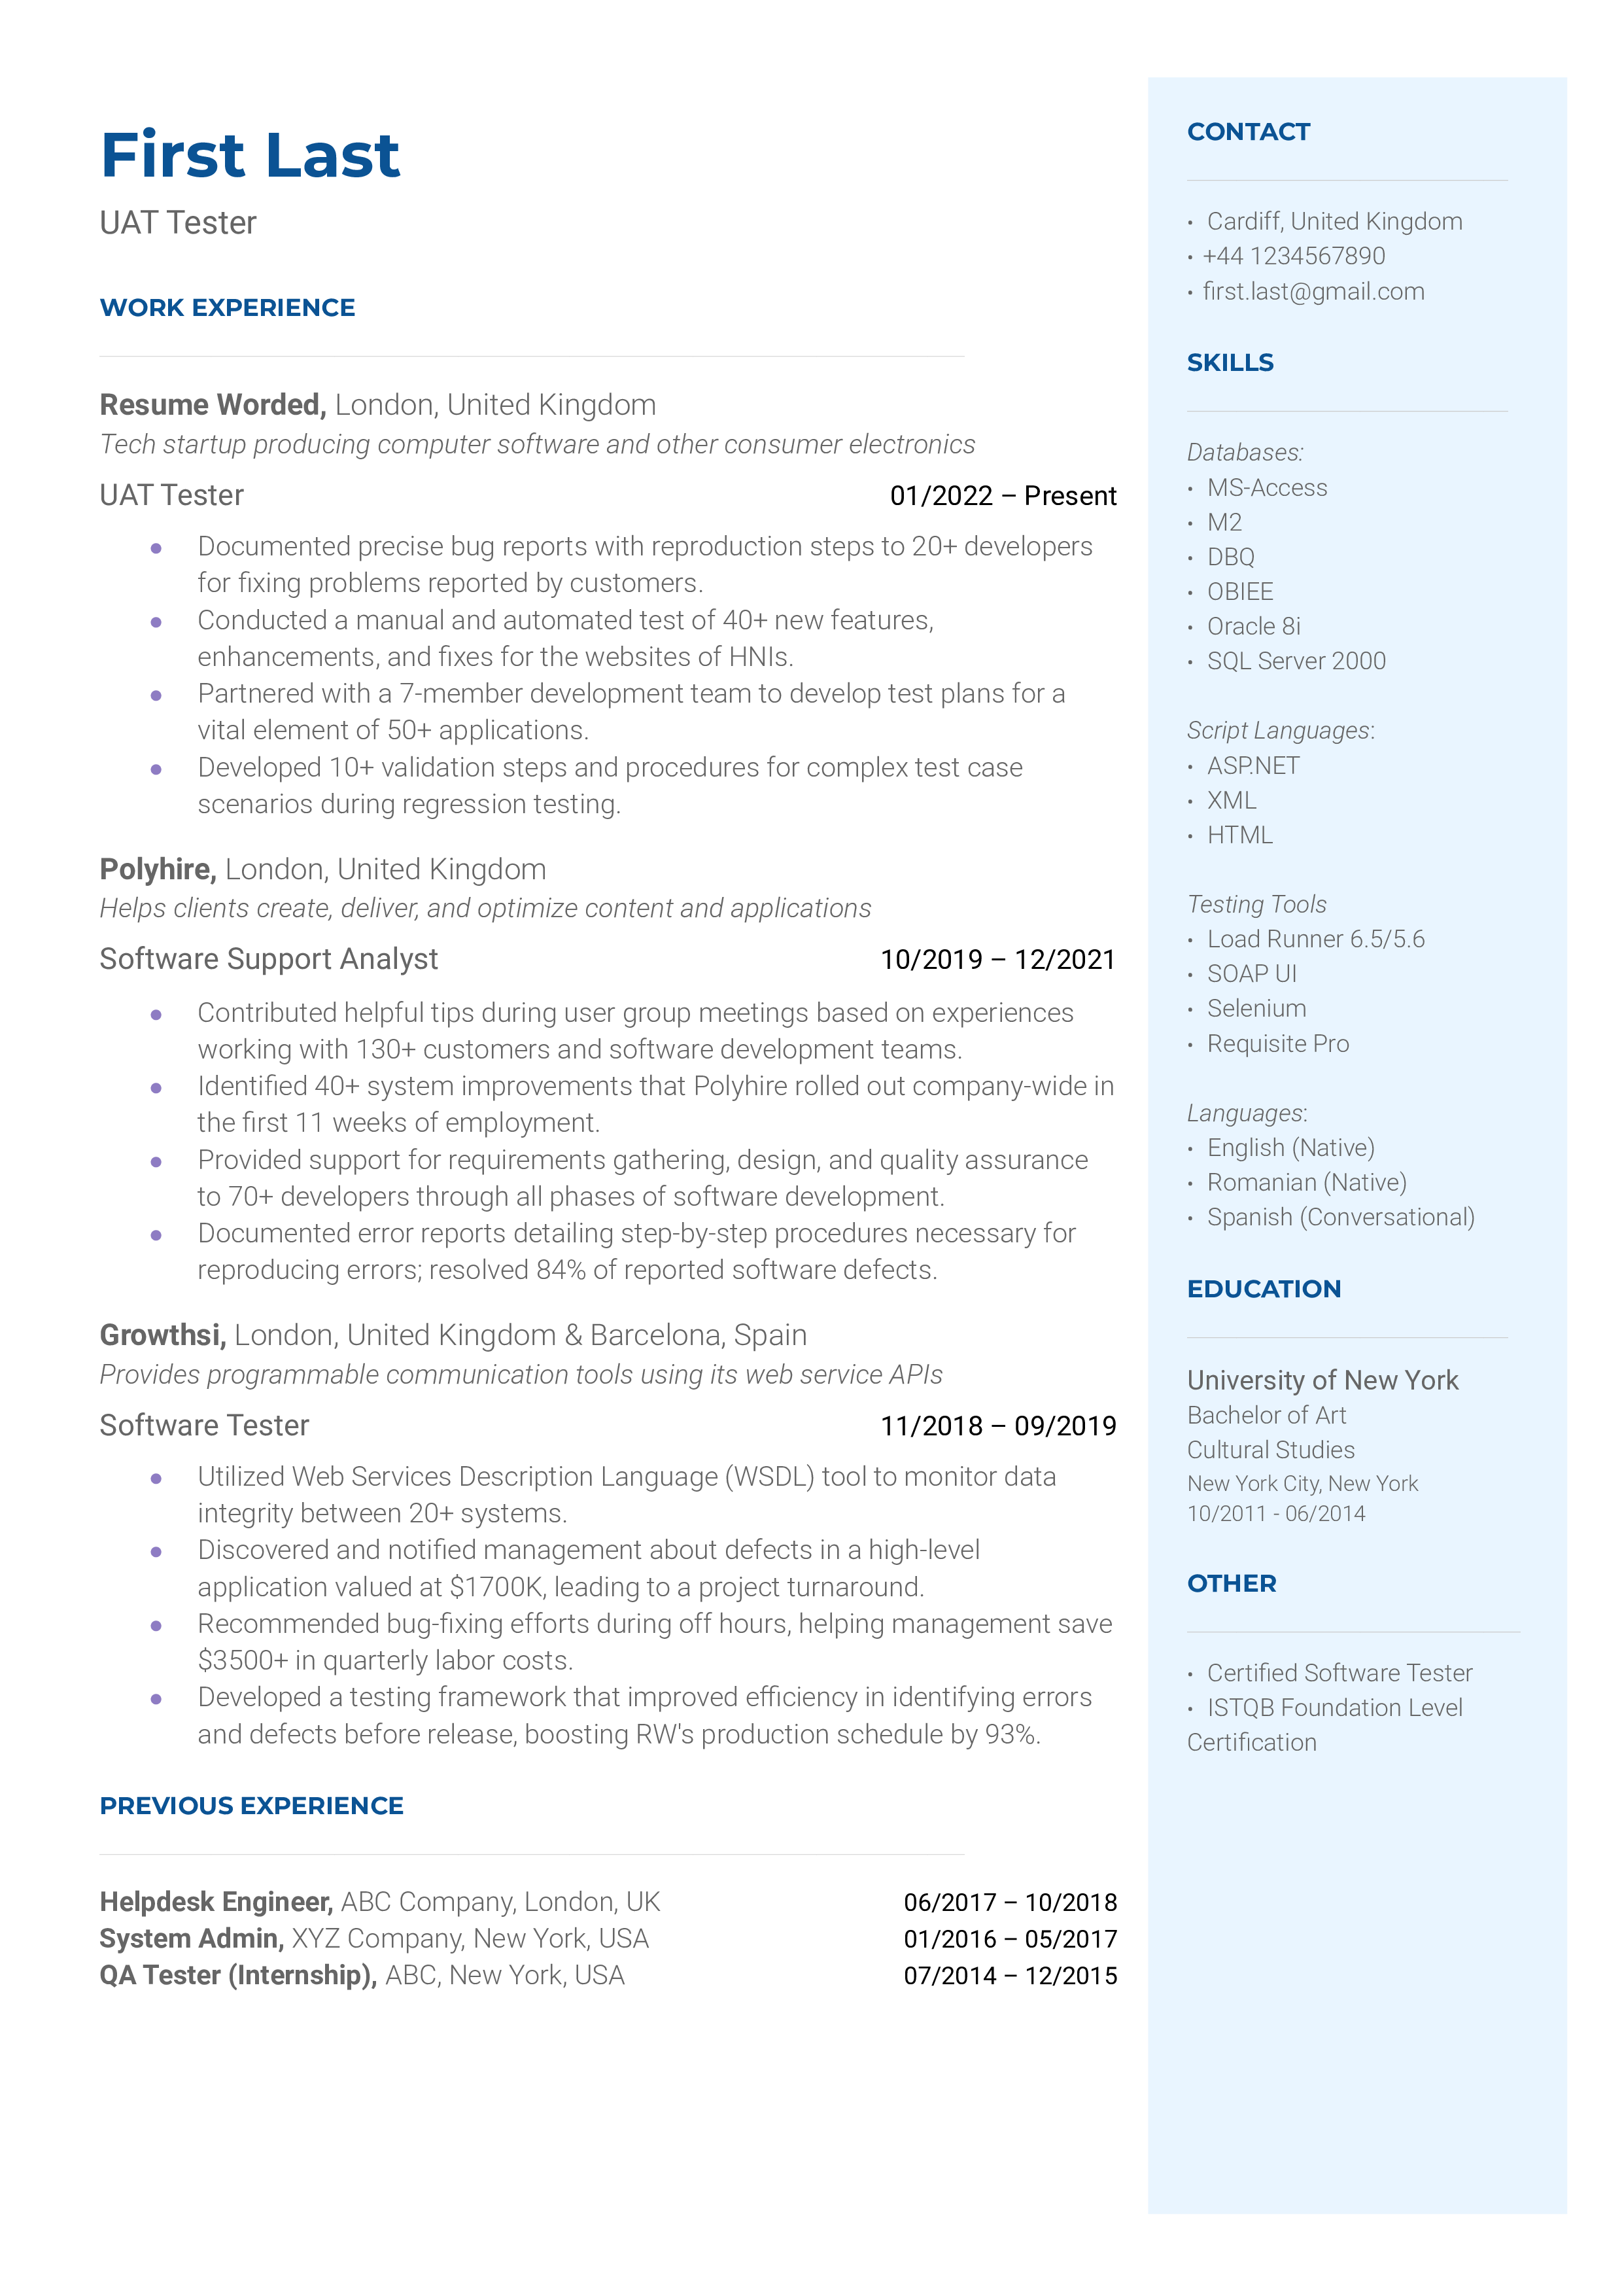 First Last
UAT Tester
WORK EXPERIENCE
Resume Worded, London, United Kingdom
Tech startup producing computer software and other consumer electronics
UAT Tester 01/2022 – Present
● Documented precise bug reports with reproduction steps to 20+ developers
for fixing problems reported by customers.
● Conducted a manual and automated test of 40+ new features,
enhancements, and fixes for the websites of HNIs.
● Partnered with a 7-member development team to develop test plans for a
vital element of 50+ applications.
● Developed 10+ validation steps and procedures for complex test case
scenarios during regression testing.
Polyhire, London, United Kingdom
Helps clients create, deliver, and optimize content and applications
Software Support Analyst 10/2019 – 12/2021
● Contributed helpful tips during user group meetings based on experiences
working with 130+ customers and software development teams.
● Identified 40+ system improvements that Polyhire rolled out company-wide in
the first 11 weeks of employment.
● Provided support for requirements gathering, design, and quality assurance
to 70+ developers through all phases of software development.
● Documented error reports detailing step-by-step procedures necessary for
reproducing errors; resolved 84% of reported software defects.
Growthsi, London, United Kingdom & Barcelona, Spain
Provides programmable communication tools using its web service APIs
Software Tester 11/2018 – 09/2019
● Utilized Web Services Description Language (WSDL) tool to monitor data
integrity between 20+ systems.
● Discovered and notified management about defects in a high-level
application valued at $1700K, leading to a project turnaround.
● Recommended bug-fixing efforts during off hours, helping management save
$3500+ in quarterly labor costs.
● Developed a testing framework that improved efficiency in identifying errors
and defects before release, boosting RW's production schedule by 93%.
PREVIOUS EXPERIENCE
Helpdesk Engineer, ABC Company, London, UK 06/2017 – 10/2018
System Admin, XYZ Company, New York, USA 01/2016 – 05/2017
QA Tester (Internship), ABC, New York, USA 07/2014 – 12/2015
CONTACT
• Cardiff, United Kingdom
• +44 1234567890
• first.last@gmail.com
SKILLS
Databases:
• MS-Access
• M2
• DBQ
• OBIEE
• Oracle 8i
• SQL Server 2000
Script Languages:
• ASP.NET
• XML
• HTML
Testing Tools
• Load Runner 6.5/5.6
• SOAP UI
• Selenium
• Requisite Pro
Languages:
• English (Native)
• Romanian (Native)
• Spanish (Conversational)
EDUCATION
University of New York
Bachelor of Art
Cultural Studies
New York City, New York
10/2011 - 06/2014
OTHER
• Certified Software Tester
• ISTQB Foundation Level
Certification